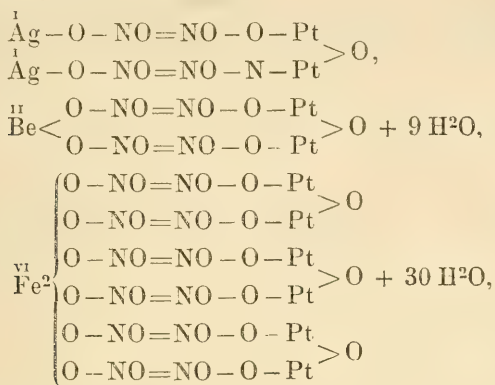 I
Ag – O – NO=NO – O – Pt
I >O,
Ag – O – NO=NO – N – Pt
II O – NO=NO – O – Pt
Be< >O + 9 H²O,
O – NO=NO – O – Pt
O – NO=NO – O – Pt
>O
O – NO=NO – O – Pt
VI O – NO=NO – O – Pt
Fe² { >O + 30 H²O,
O – NO=NO – O – Pt
O – NO=NO – O – Pt
>O
O – NO=NO – O – Pt